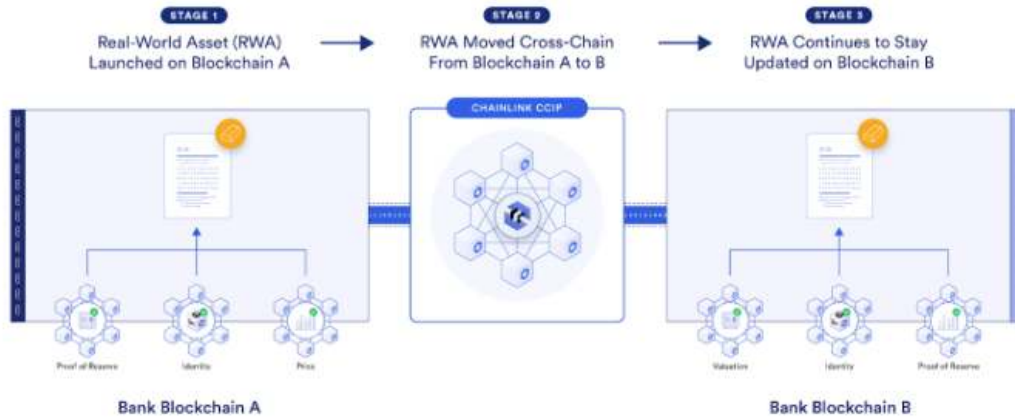 STAGE 1
Real-World Asset (RWA)
Launched on Blockchain A
STAGE 2
RWA Moved Cross-Chain
From Blockchain A to B
STAGE 3
RWA Continues to Stay
Updated on Blockchain B
CHAINLINK CCIP
Proof of Reserve
Identity
Price
Valuation
Identity
Proof of Reserve
Bank Blockchain A
Bank Blockchain B